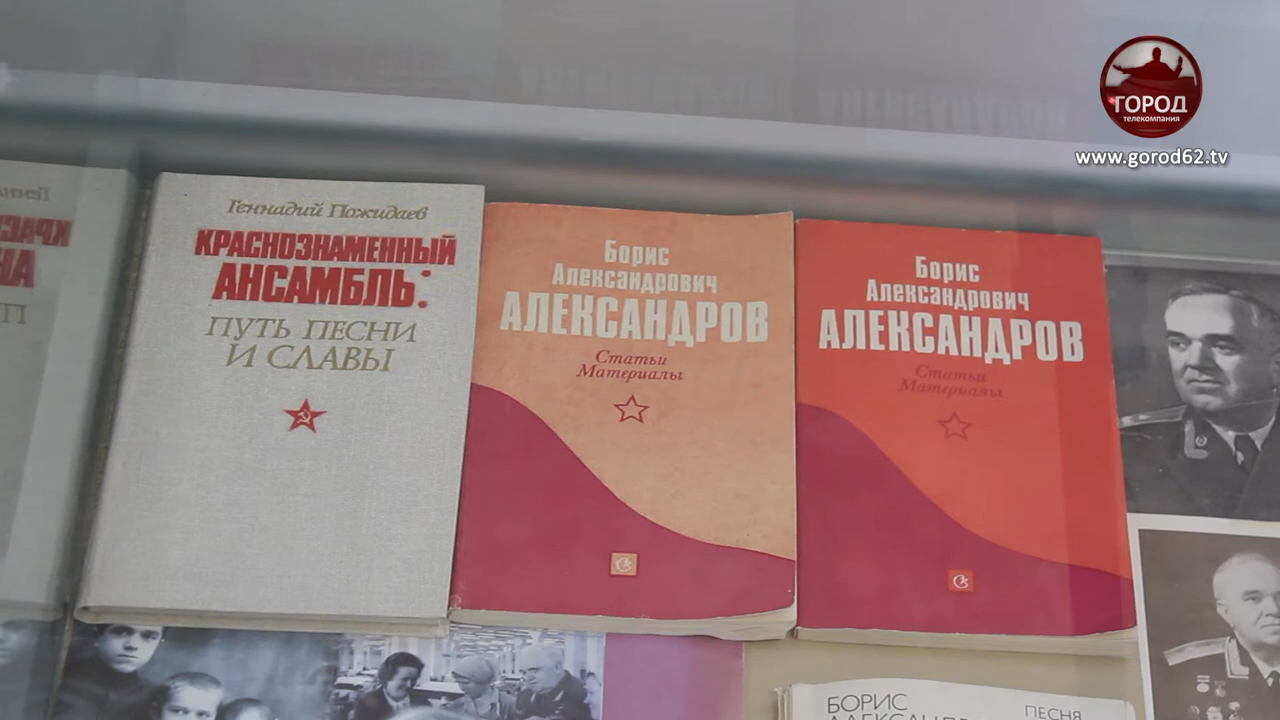 ГОРОД
телекомпания
www.gorod62.tv
Геннадий Пожидаев
КРАСНОЗНАМЕННЫЙ
АНСАМБЛЬ:
ПУТЬ ПЕСНИ
И СЛАВЫ
Борис
Александрович
АЛЕКСАНДРОВ
Статьи
Материалы
Борис
Александрович
АЛЕКСАНДРОВ
Статьи
Материалы
БОРИС
ПЕСНЯ